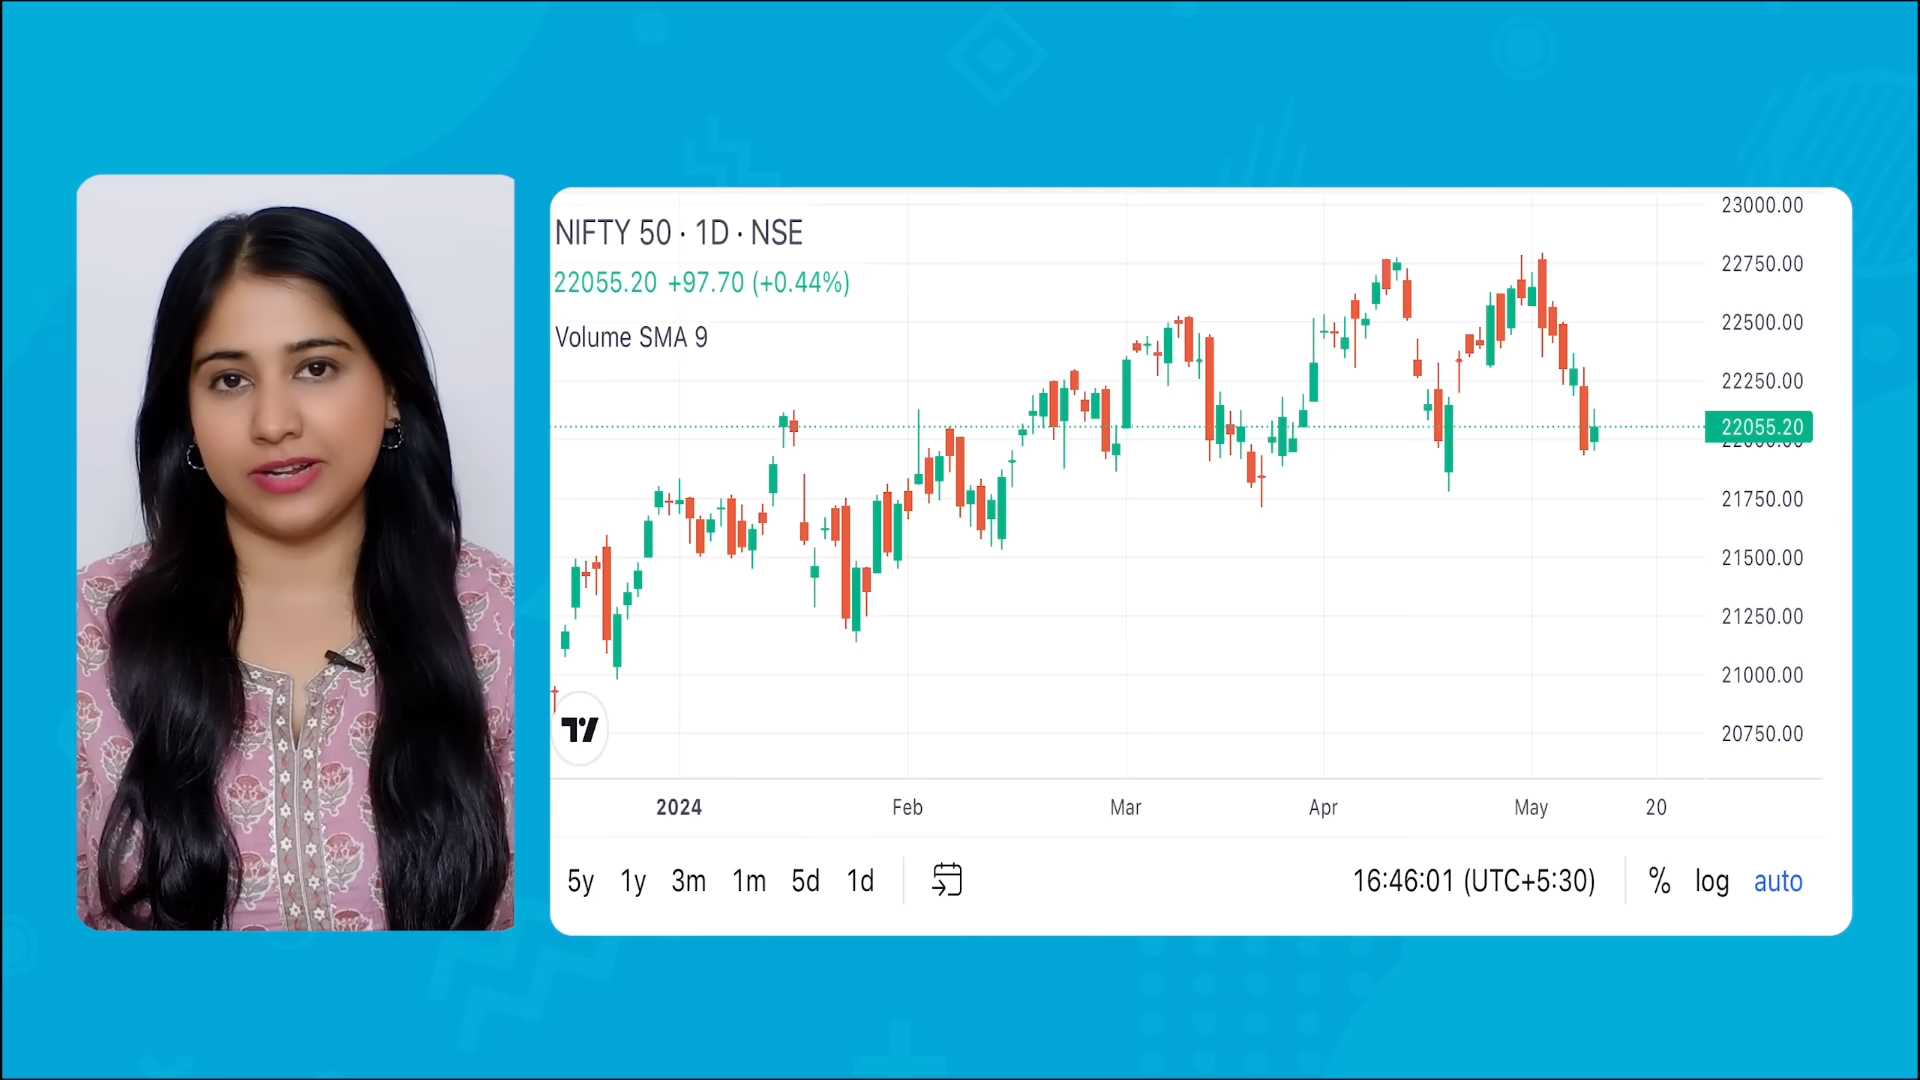 NIFTY 50 · 1D · NSE
22055.20 +97.70 (+0.44%)
Volume SMA 9
23000.00
22750.00
22500.00
22250.00
22055.20
22000.00
21750.00
21500.00
21250.00
21000.00
20750.00
2024 Feb Mar Apr May 20
5y 1y 3m 1m 5d 1d
16:46:01 (UTC+5:30) % log auto